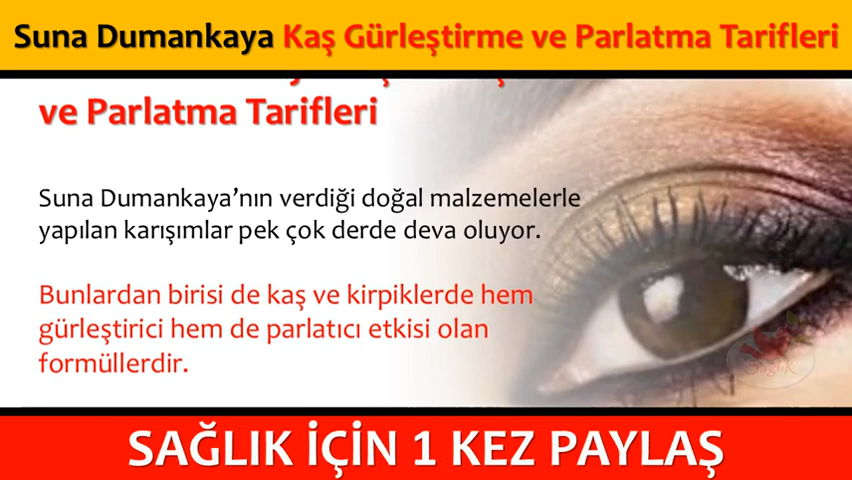 Suna Dumankaya Kaş Gürleştirme ve Parlatma Tarifleri
ve Parlatma Tarifleri
Suna Dumankaya’nın verdiği doğal malzemelerle
yapılan karışımlar pek çok derde deva oluyor.
Bunlardan birisi de kaş ve kirpiklerde hem
gürleştirici hem de parlatıcı etkisi olan
formüllerdir.
Sağlık
SAĞLIK İÇİN 1 KEZ PAYLAŞ